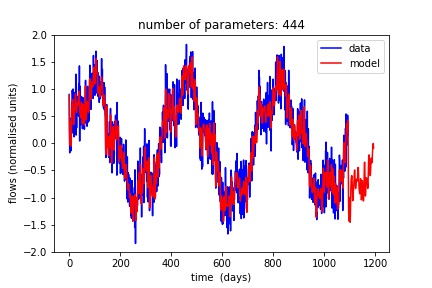 number of parameters: 444
data
model
flows (normalised units)
2.0
1.5
1.0
0.5
0.0
−0.5
−1.0
−1.5
−2.0
0 200 400 600 800 1000 1200
time (days)